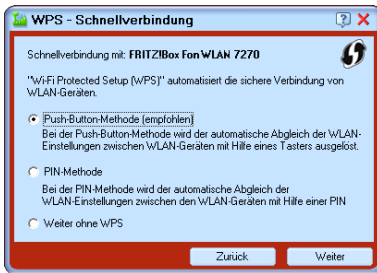 WPS - Schnellverbindung
Schnellverbindung mit: FRITZ!Box Fon WLAN 7270
"Wi-Fi Protected Setup (WPS)" automatisiert die sichere Verbindung von
WLAN-Geräten.
Push-Button-Methode (empfohlen)
Bei der Push-Button-Methode wird der automatische Abgleich der WLAN-
Einstellungen zwischen WLAN-Geräten mit Hilfe eines Tasters ausgelöst.
PIN-Methode
Bei der PIN-Methode wird der automatische Abgleich der
WLAN-Einstellungen zwischen den WLAN-Geräten mit Hilfe einer PIN
Weiter ohne WPS
Zurück
Weiter